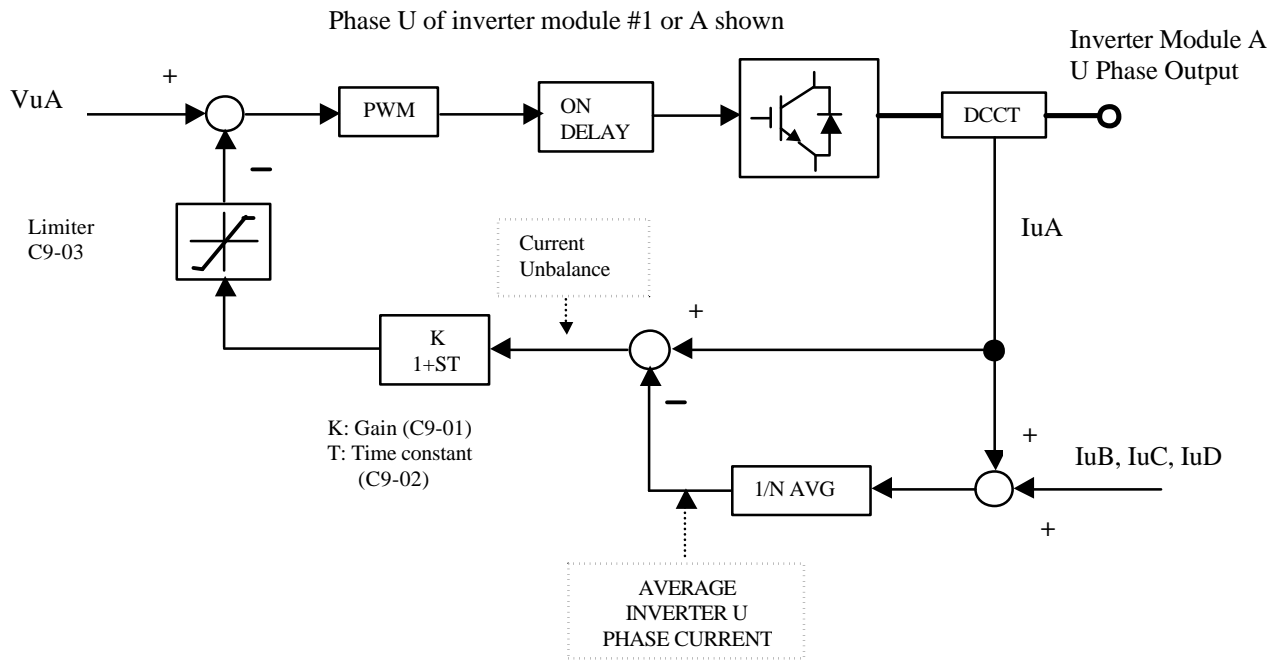 Phase U of inverter module #1 or A shown
Inverter Module A
U Phase Output
VuA
+
PWM
ON
DELAY
DCCT
−
Limiter
C9-03
IuA
Current
Unbalance
+
K
1+ST
−
K: Gain (C9-01)
T: Time constant
(C9-02)
+
IuB, IuC, IuD
1/N AVG
+
AVERAGE
INVERTER U
PHASE CURRENT